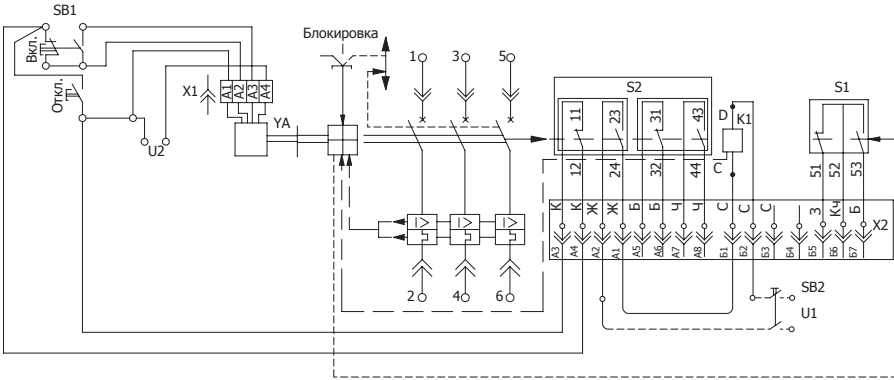 SB1
Вкл.
Откл.
U2
X1
A1 A2 A3 A4
YA
Блокировка
1 3 5
2 4 6
S2
11 23 31 43
12 24 32 44
D K1
C
S1
51 52 53
К К Ж Ж Б Б Ч Ч С С С З Кч Б
X2
А3 А4 А2 А1 А5 А6 А7 А8 Б1 Б2 Б3 Б4 Б5 Б6 Б7
SB2
U1